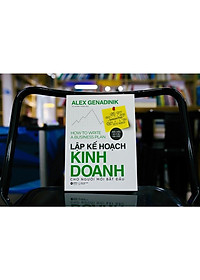 ALEX GENADINIK
HOW TO WRITE
A BUSINESS PLAN
LẬP KẾ HOẠCH
KINH
DOANH
CHO NGƯỜI MỚI BẮT ĐẦU